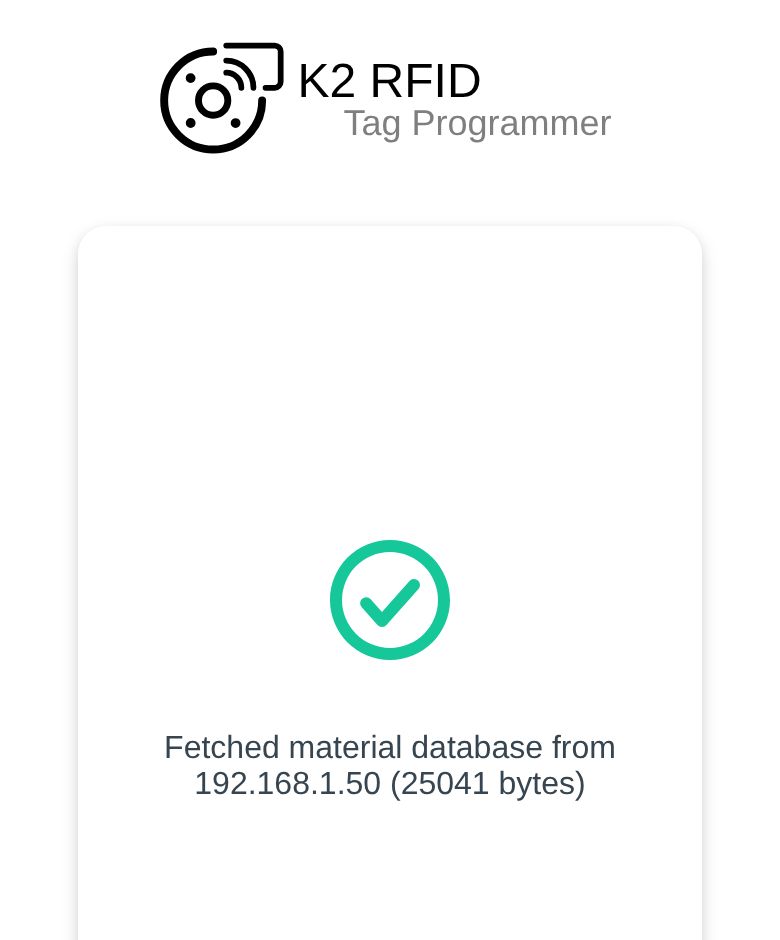 K2 RFID
Tag Programmer
Fetched material database from
192.168.1.50 (25041 bytes)